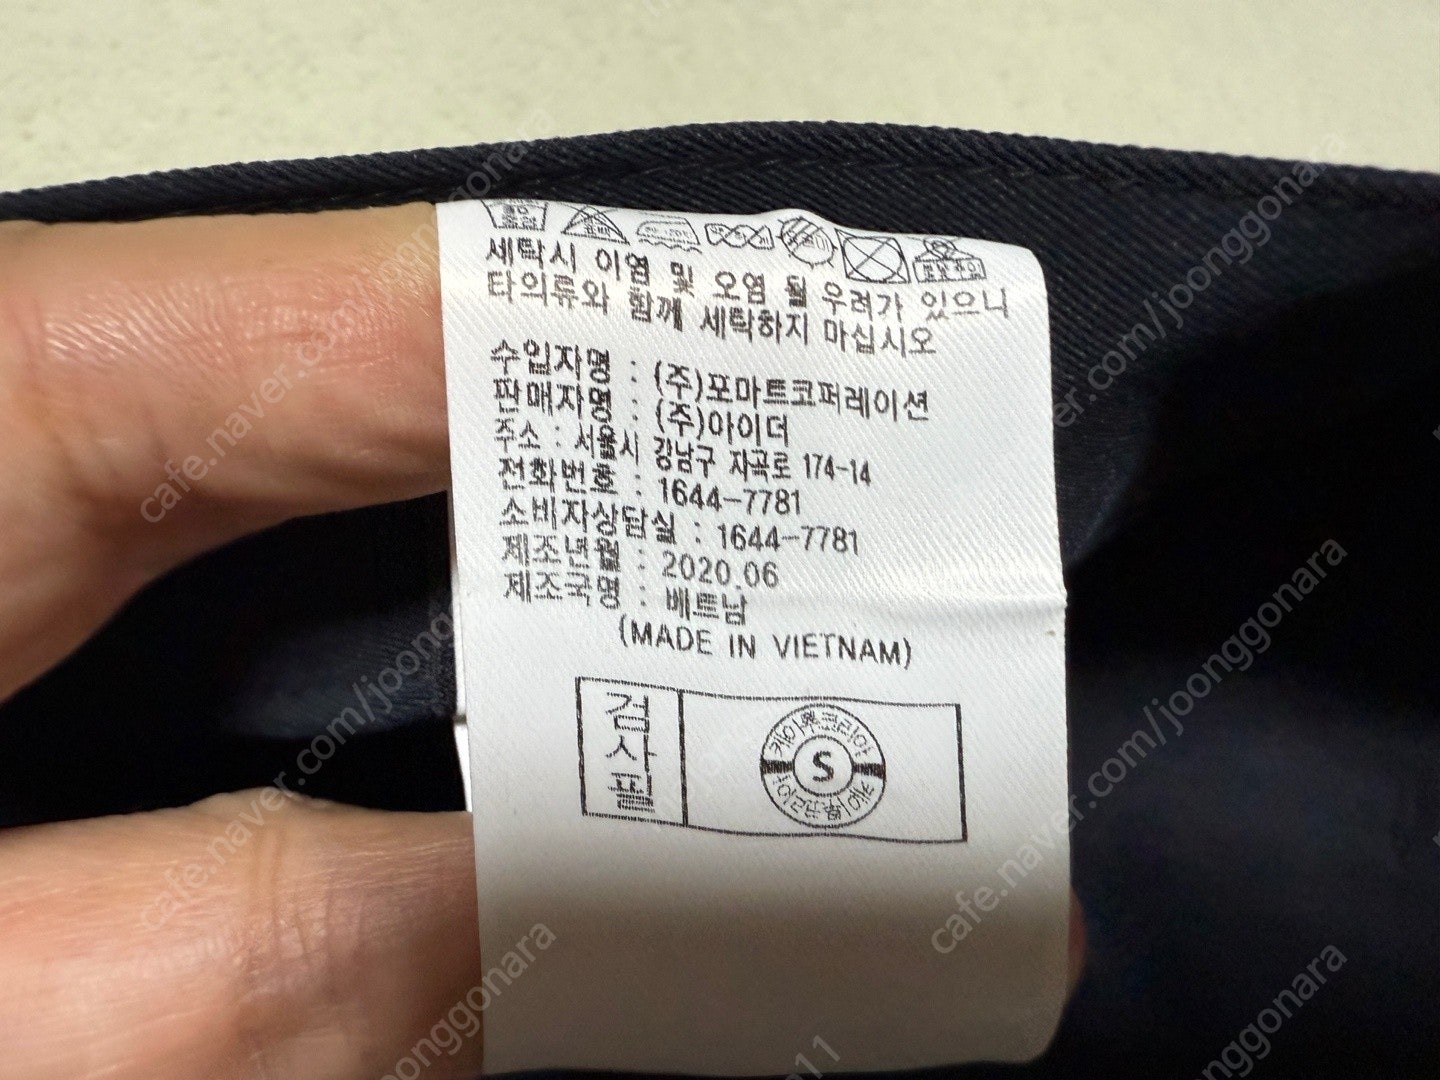 세탁시 이염 및 오염 될 우려가 있으니
타의류와 함께 세탁하지 마십시오
수입자명 : (주)포마트코퍼레이션
판매자명 : (주)아이더
주소 : 서울시 강남구 자곡로 174-14
전화번호 : 1644-7781
소비자상담실 : 1644-7781
제조년월 : 2020.06
제조국명 : 베트남
(MADE IN VIETNAM)
검사필
S
cafe.naver.com/joonggonara